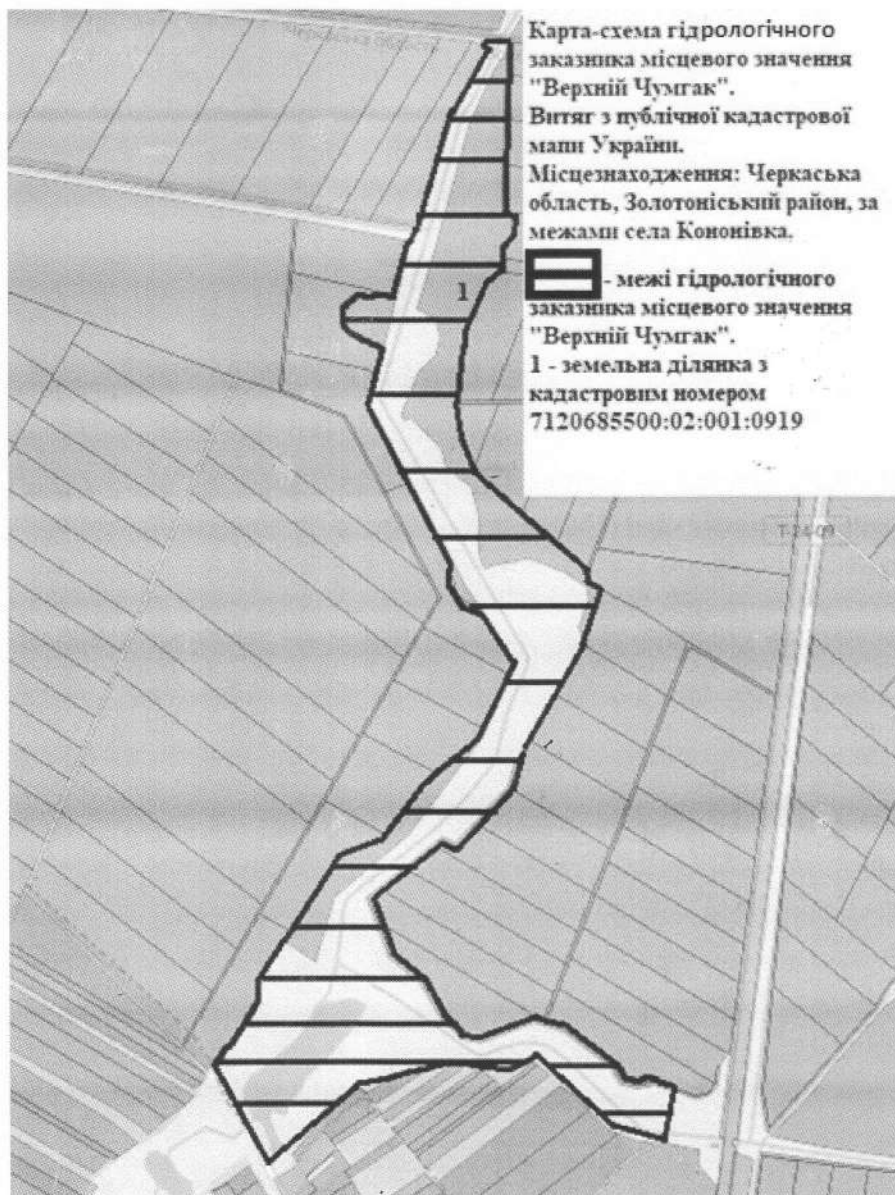 Карта-схема гідрологічного
заказника місцевого значення
"Верхній Чумгак".
Витяг з публічної кадастрової
мапи України.
Місцезнаходження: Черкаська
область, Золотоніський район, за
межами села Кононівка.
- межі гідрологічного
заказника місцевого значення
"Верхній Чумгак".
1 - земельна ділянка з
кадастровим номером
7120685500:02:001:0919
Черкаська область
1